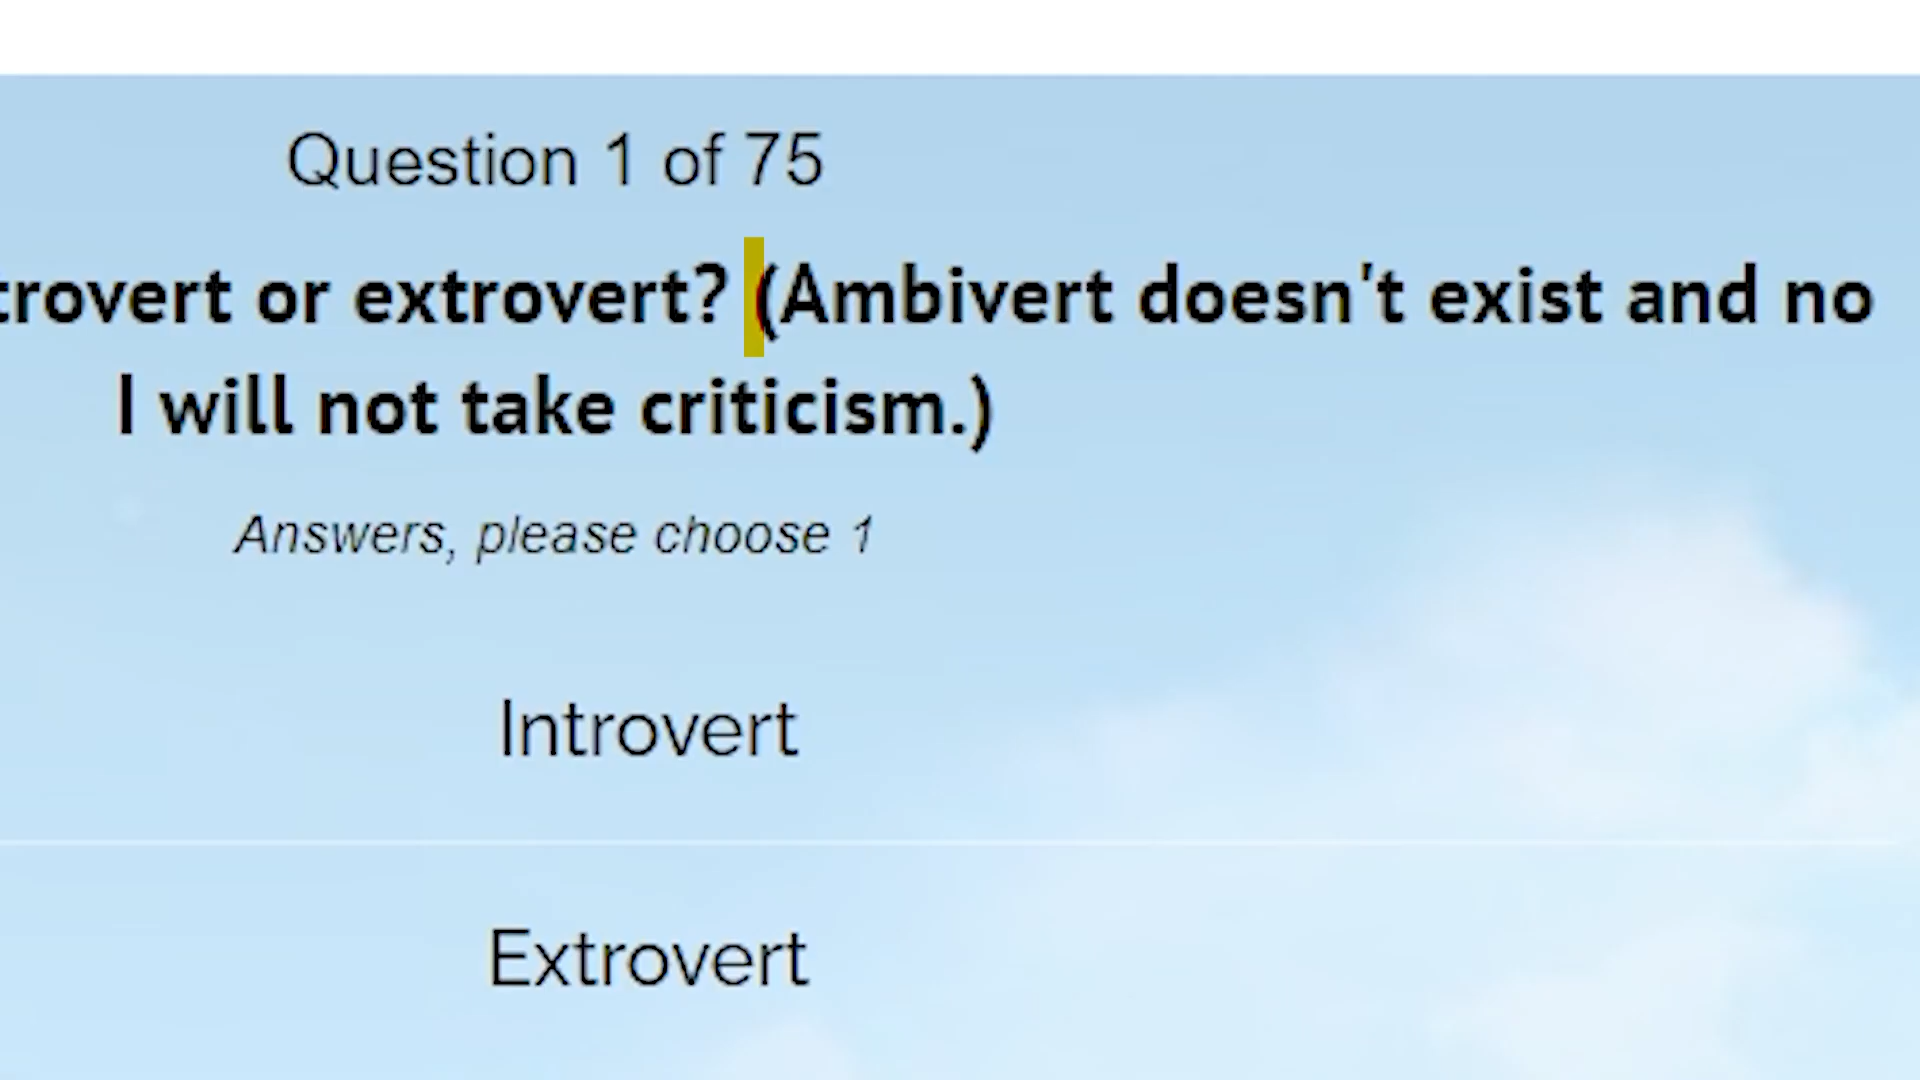 Question 1 of 75
trovert or extrovert? (Ambivert doesn't exist and no
I will not take criticism.)
Answers, please choose 1
Introvert
Extrovert